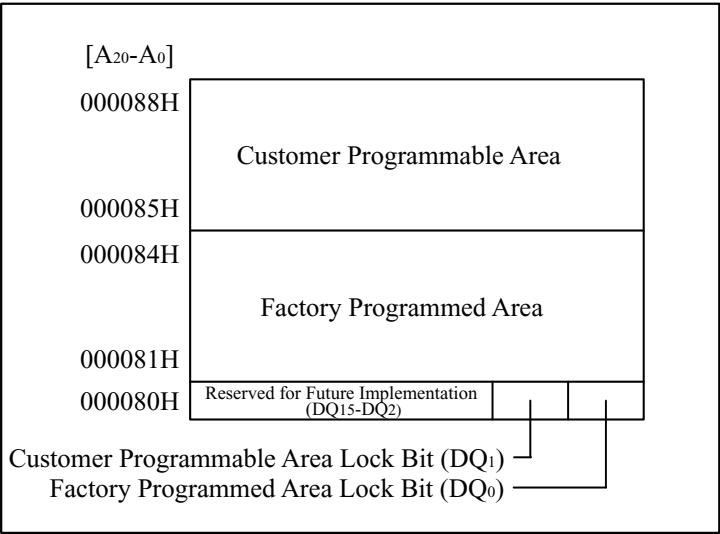 [A20-A0]
000088H
Customer Programmable Area
000085H
000084H
Factory Programmed Area
000081H
000080H
Reserved for Future Implementation
(DQ15-DQ2)
Customer Programmable Area Lock Bit (DQ1)
Factory Programmed Area Lock Bit (DQ0)